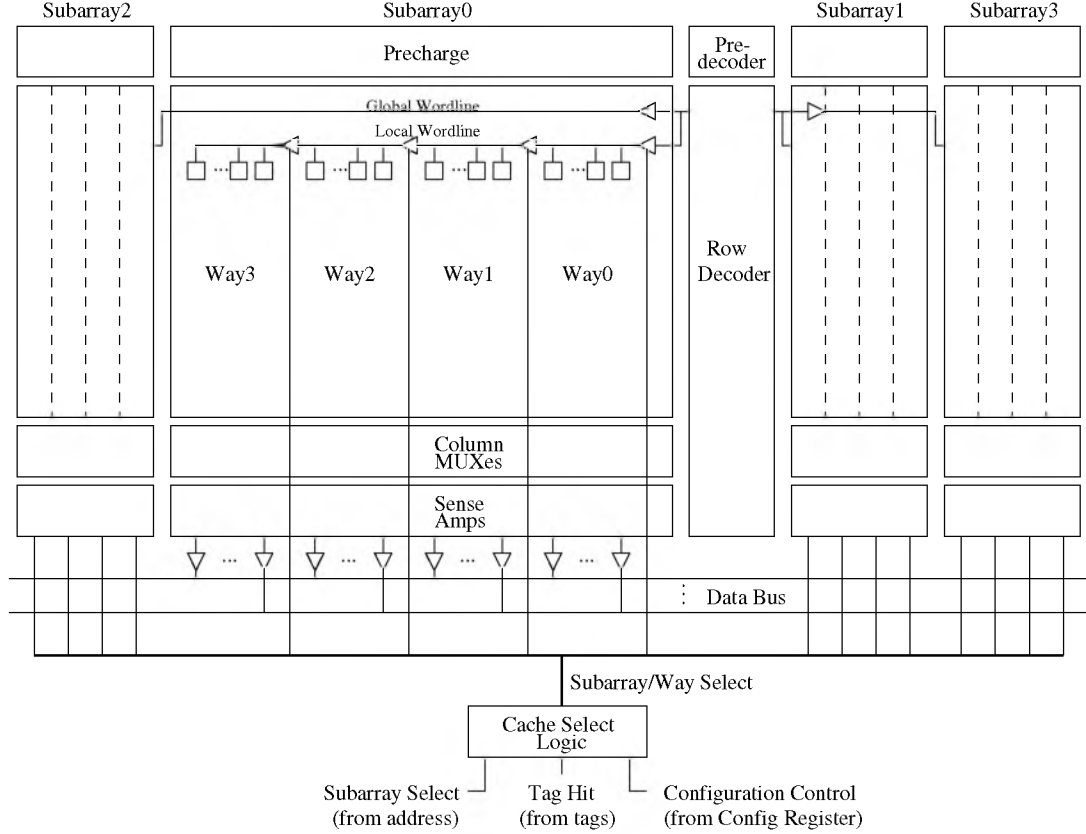 Subarray2
Subarray0
Subarray1
Subarray3
Precharge
Pre-
decoder
Global Wordline
Local Wordline
... ... ... ...
Way3
Way2
Way1
Way0
Row
Decoder
Column
MUXes
Sense
Amps
... ... ... ...
Data Bus
Subarray/Way Select
Cache Select
Logic
Subarray Select
(from address)
Tag Hit
(from tags)
Configuration Control
(from Config Register)